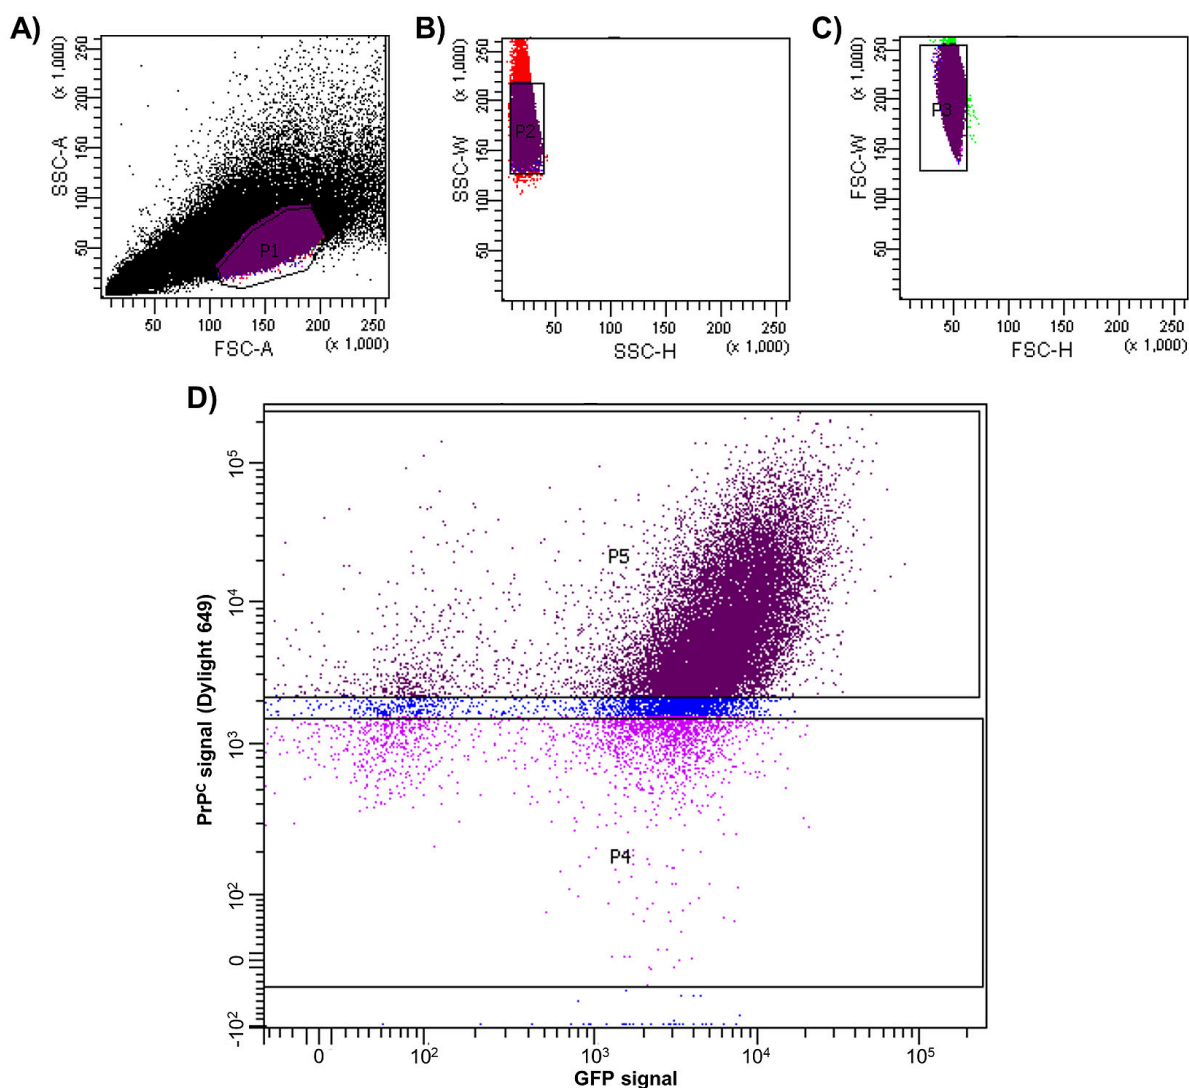 A)
B)
C)
(x 1,000)
250
200
150
100
50
SSC-A
P1
50
100
150
200
250
FSC-A
(x 1,000)
(x 1,000)
250
200
150
100
50
SSC-W
P2
50
100
150
200
250
SSC-H
(x 1,000)
(x 1,000)
250
200
150
100
50
FSC-W
P3
50
100
150
200
250
FSC-H
(x 1,000)
D)
10⁵
10⁴
10³
10²
0
-10²
PrPᶜ signal (Dylight 649)
P5
P4
0
10²
10³
10⁴
10⁵
GFP signal